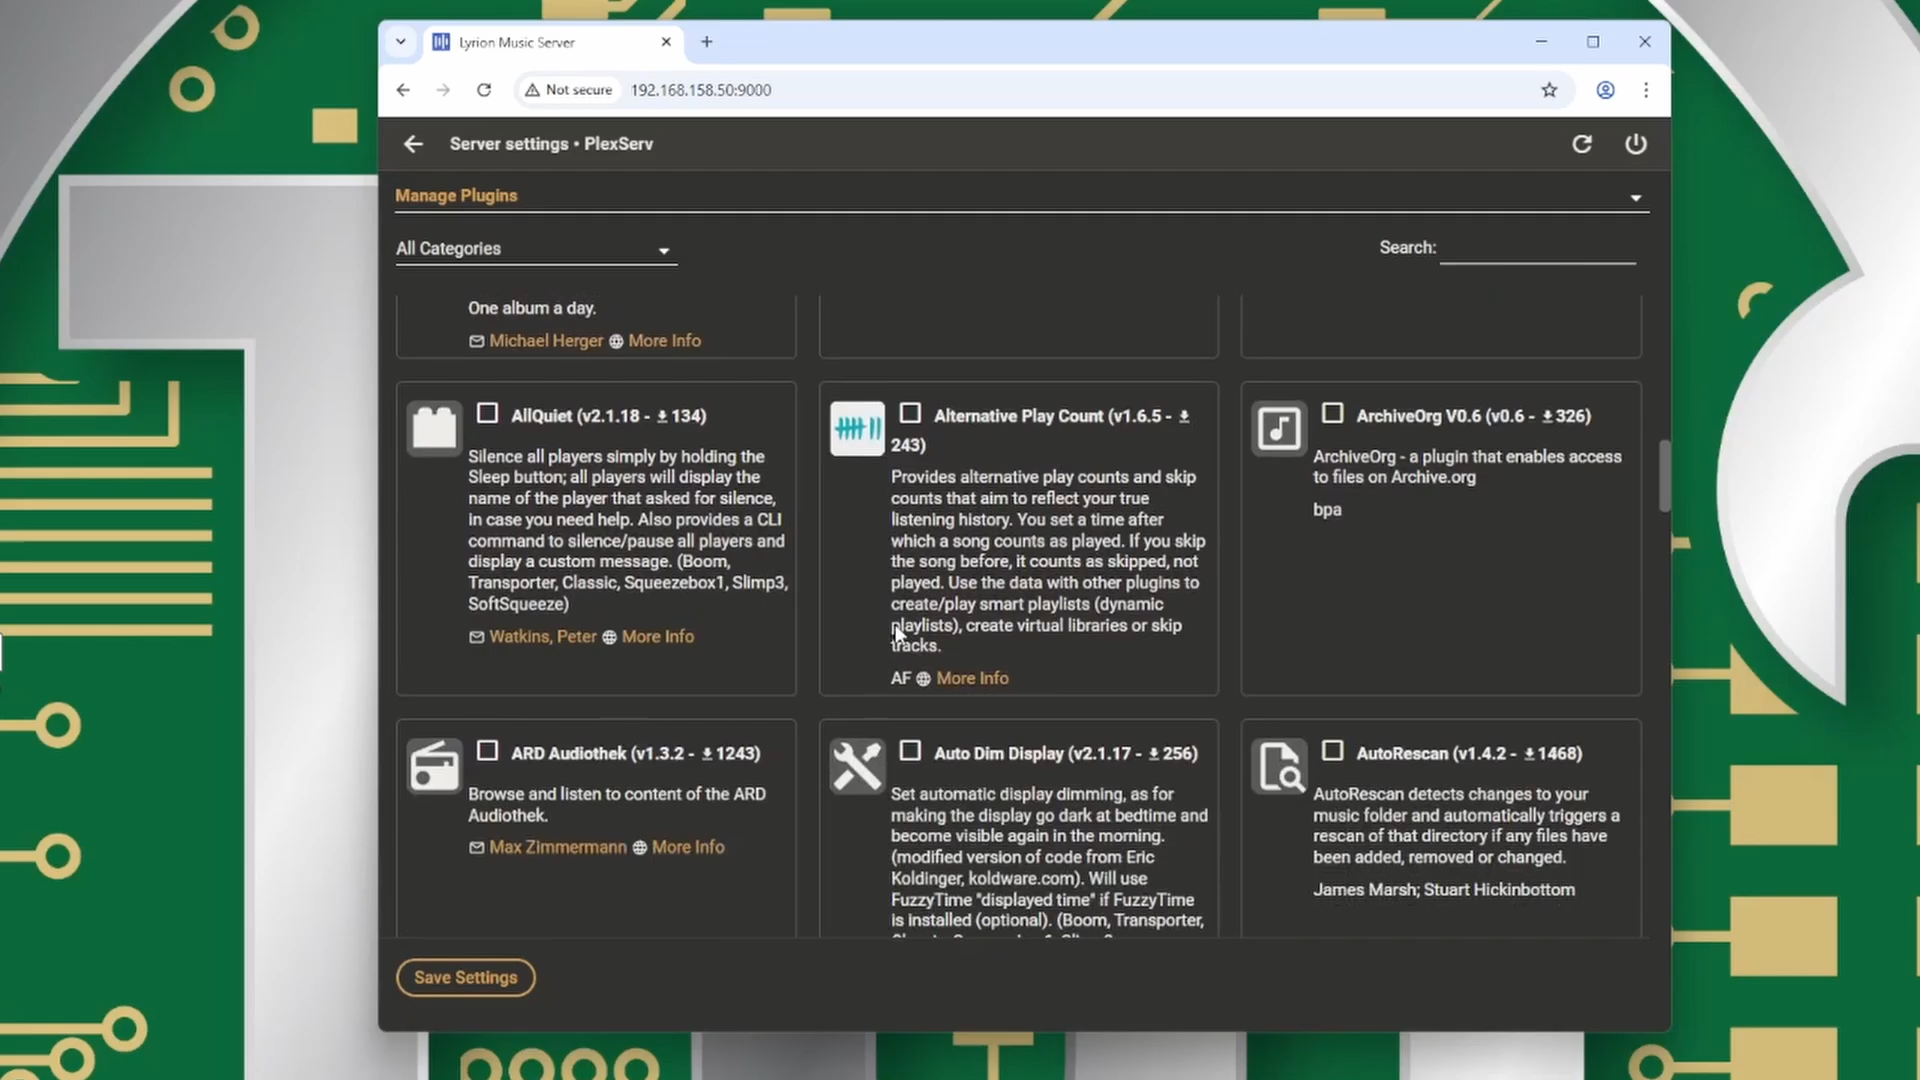 Lyrion Music Server
Not secure
192.168.158.50:9000
Server settings • PlexServ
Manage Plugins
All Categories
Search:
One album a day.
Michael Herger More Info
AllQuiet (v2.1.18 - 134)
Silence all players simply by holding the
Sleep button; all players will display the
name of the player that asked for silence,
in case you need help. Also provides a CLI
command to silence/pause all players and
display a custom message. (Boom,
Transporter, Classic, Squeezebox1, Slimp3,
SoftSqueeze)
Watkins, Peter More Info
Alternative Play Count (v1.6.5 -
243)
Provides alternative play counts and skip
counts that aim to reflect your true
listening history. You set a time after
which a song counts as played. If you skip
the song before, it counts as skipped, not
played. Use the data with other plugins to
create/play smart playlists (dynamic
playlists), create virtual libraries or skip
tracks.
AF More Info
ArchiveOrg V0.6 (v0.6 - 326)
ArchiveOrg - a plugin that enables access
to files on Archive.org
bpa
ARD Audiothek (v1.3.2 - 1243)
Browse and listen to content of the ARD
Audiothek.
Max Zimmermann More Info
Auto Dim Display (v2.1.17 - 256)
Set automatic display dimming, as for
making the display go dark at bedtime and
become visible again in the morning.
(modified version of code from Eric
Koldinger, koldware.com). Will use
FuzzyTime "displayed time" if FuzzyTime
is installed (optional). (Boom, Transporter,
AutoRescan (v1.4.2 - 1468)
AutoRescan detects changes to your
music folder and automatically triggers a
rescan of that directory if any files have
been added, removed or changed.
James Marsh; Stuart Hickinbottom
Save Settings